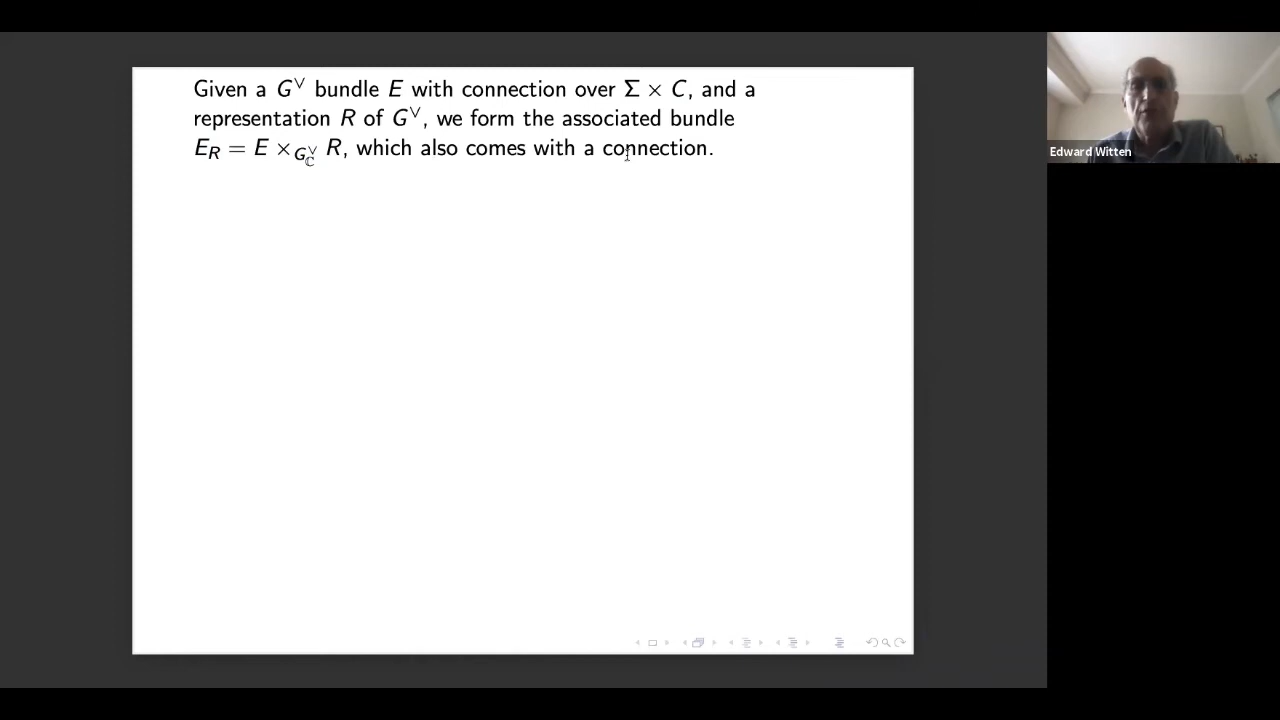 Given a G^∨ bundle E with connection over Σ × C, and a
representation R of G^∨, we form the associated bundle
E_R = E ×_{G^∨_ℂ} R, which also comes with a connection.
Edward Witten